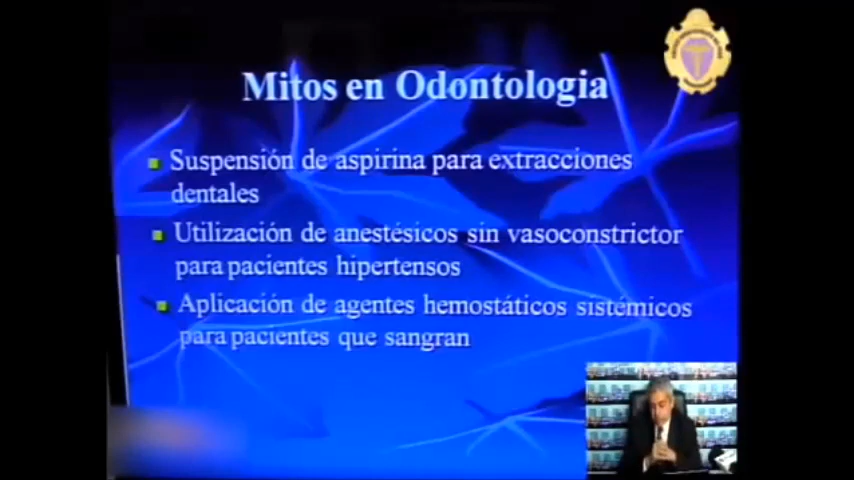 Mitos en Odontologia
Suspensión de aspirina para extracciones
dentales
Utilización de anestésicos sin vasoconstrictor
para pacientes hipertensos
Aplicación de agentes hemostáticos sistémicos
para pacientes que sangran